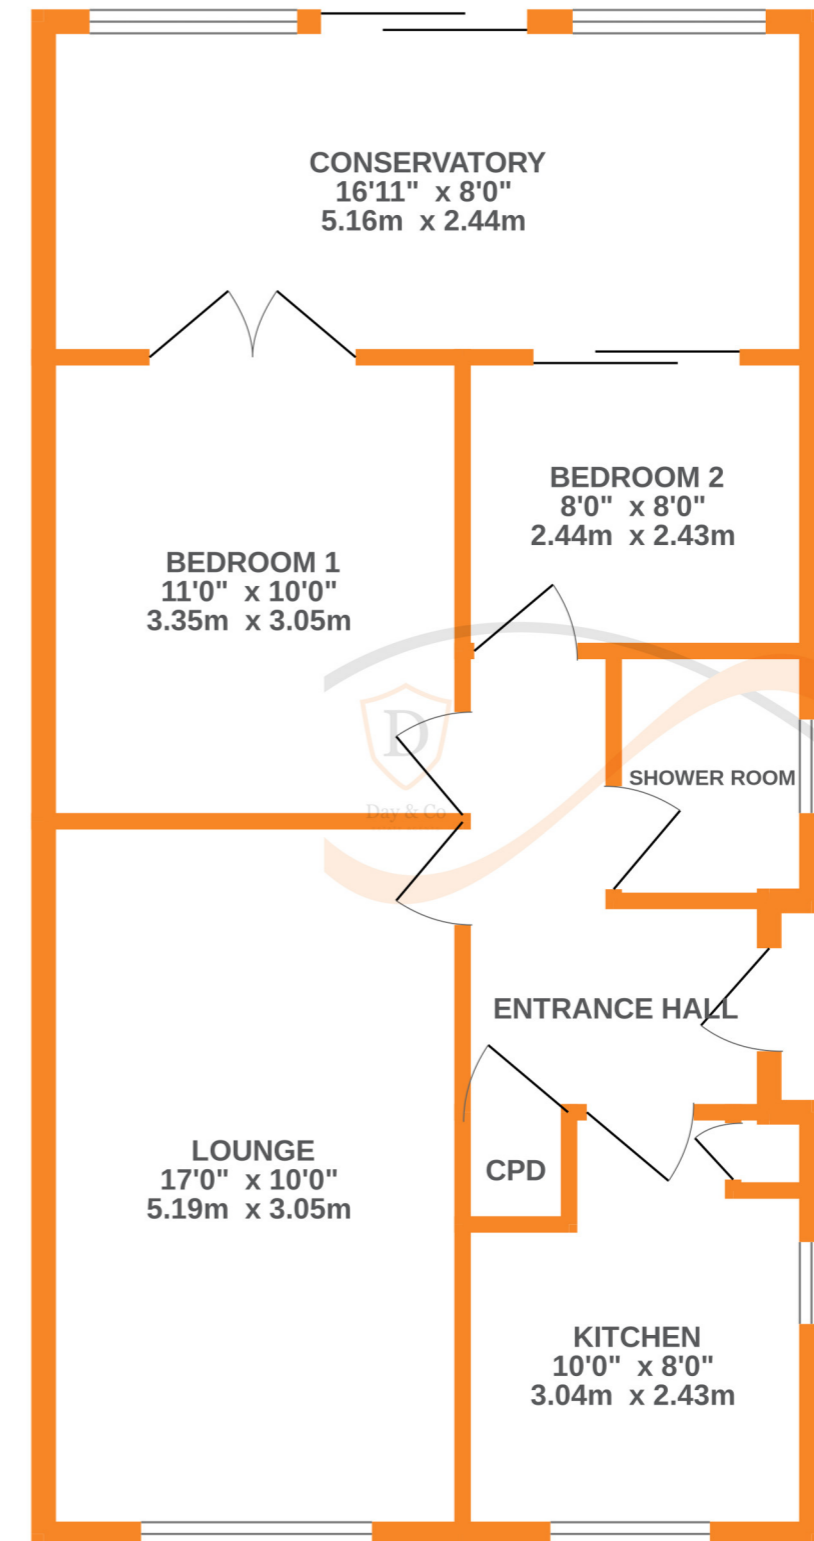 CONSERVATORY
16'11" x 8'0"
5.16m x 2.44m
BEDROOM 2
8'0" x 8'0"
2.44m x 2.43m
BEDROOM 1
11'0" x 10'0"
3.35m x 3.05m
D
Day & Co
SHOWER ROOM
ENTRANCE HALL
LOUNGE
17'0" x 10'0"
5.19m x 3.05m
CPD
KITCHEN
10'0" x 8'0"
3.04m x 2.43m